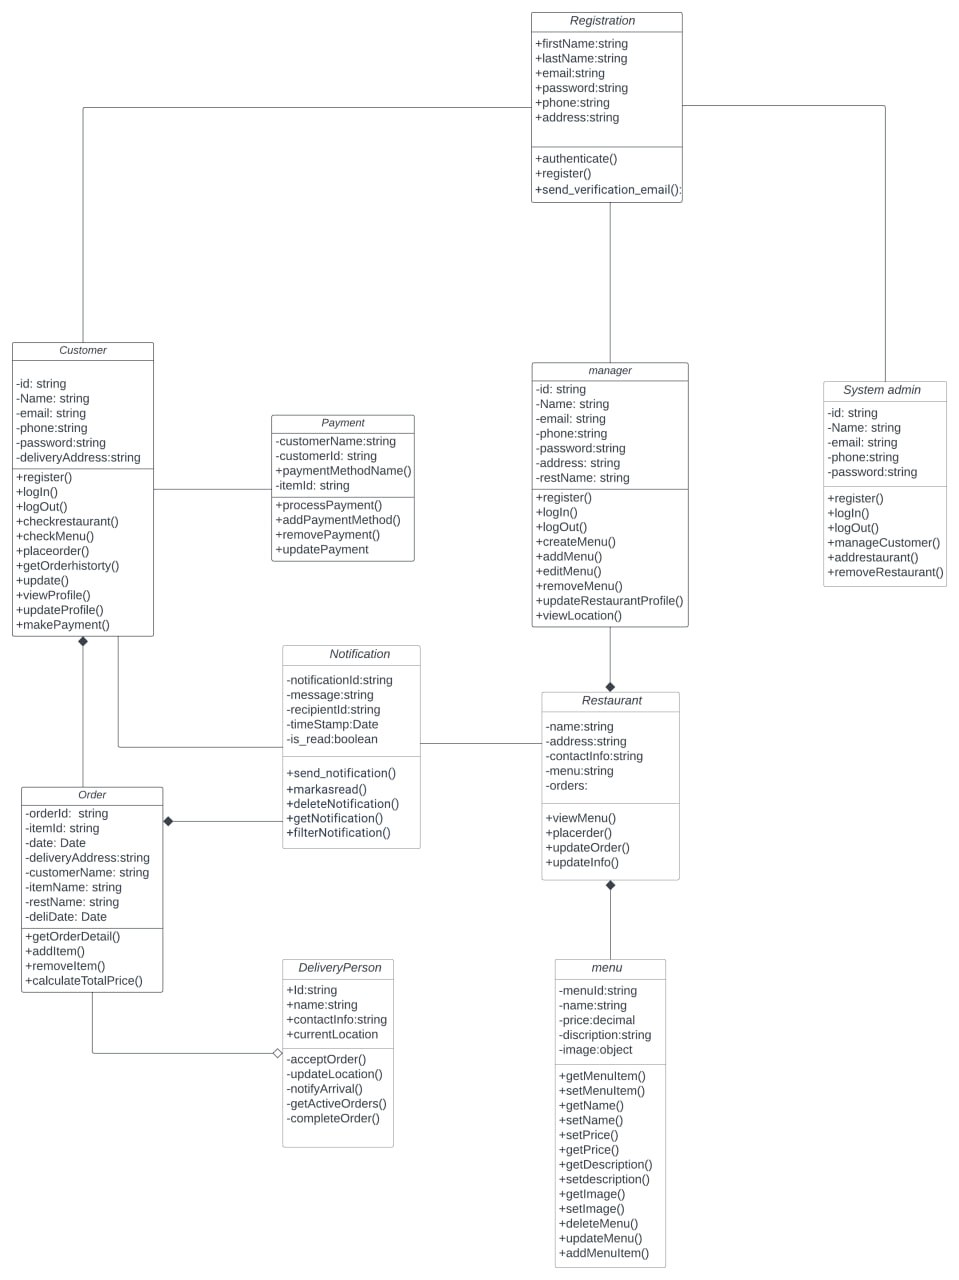 Registration
+firstName:string
+lastName:string
+email:string
+password:string
+phone:string
+address:string
+authenticate()
+register()
+send_verification_email():
Customer
-id: string
-Name: string
-email: string
-phone:string
-password:string
-deliveryAddress:string
+register()
+logIn()
+logOut()
+checkrestaurant()
+checkMenu()
+placeorder()
+getOrderhistorty()
+update()
+viewProfile()
+updateProfile()
+makePayment()
Payment
-customerName:string
-customerId: string
+paymentMethodName()
-itemId: string
+processPayment()
+addPaymentMethod()
+removePayment()
+updatePayment
manager
-id: string
-Name: string
-email: string
-phone:string
-password:string
-address: string
-restName: string
+register()
+logIn()
+logOut()
+createMenu()
+addMenu()
+editMenu()
+removeMenu()
+updateRestaurantProfile()
+viewLocation()
System admin
-id: string
-Name: string
-email: string
-phone:string
-password:string
+register()
+logIn()
+logOut()
+manageCustomer()
+addrestaurant()
+removeRestaurant()
Notification
-notificationId:string
-message:string
-recipientId:string
-timeStamp:Date
-is_read:boolean
+send_notification()
+markasread()
+deleteNotification()
+getNotification()
+filterNotification()
Restaurant
-name:string
-address:string
-contactInfo:string
-menu:string
-orders:
+viewMenu()
+placerder()
+updateOrder()
+updateInfo()
Order
-orderId:  string
-itemId: string
-date: Date
-deliveryAddress:string
-customerName: string
-itemName: string
-restName: string
-deliDate: Date
+getOrderDetail()
+addItem()
+removeItem()
+calculateTotalPrice()
DeliveryPerson
+Id:string
+name:string
+contactInfo:string
+currentLocation
-acceptOrder()
-updateLocation()
-notifyArrival()
-getActiveOrders()
-completeOrder()
menu
-menuId:string
-name:string
-price:decimal
-discription:string
-image:object
+getMenuItem()
+setMenuItem()
+getName()
+setName()
+setPrice()
+getPrice()
+getDescription()
+setdescription()
+getImage()
+setImage()
+deleteMenu()
+updateMenu()
+addMenuItem()